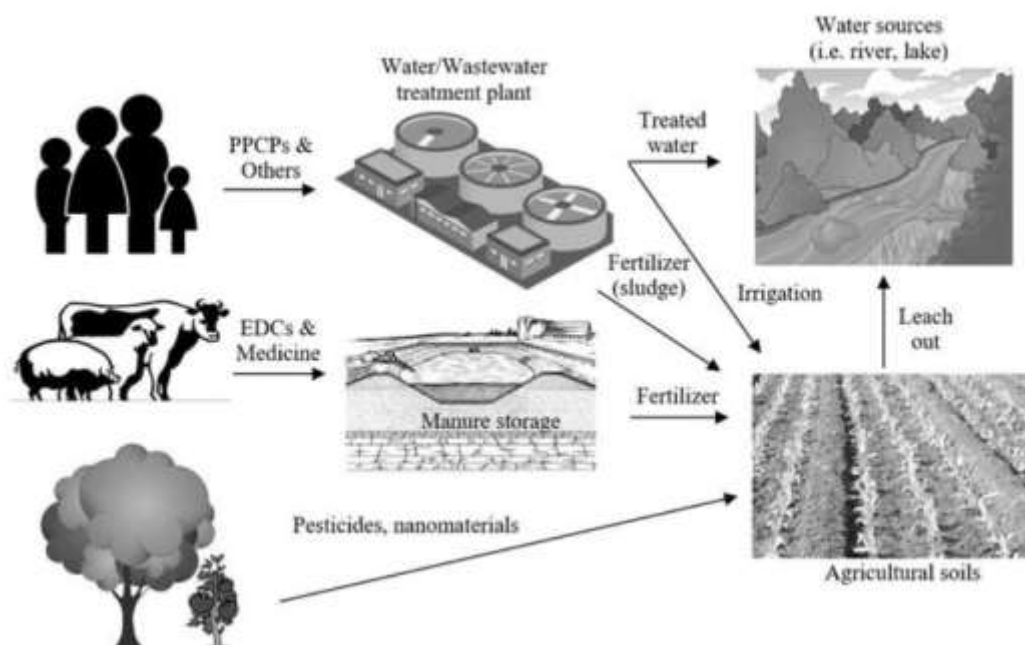 Water sources
(i.e. river, lake)
Water/Wastewater
treatment plant
PPCPs &
Others
Treated
water
Fertilizer
(sludge)
Irrigation
EDCs &
Medicine
Leach
out
Manure storage
Fertilizer
Pesticides, nanomaterials
Agricultural soils